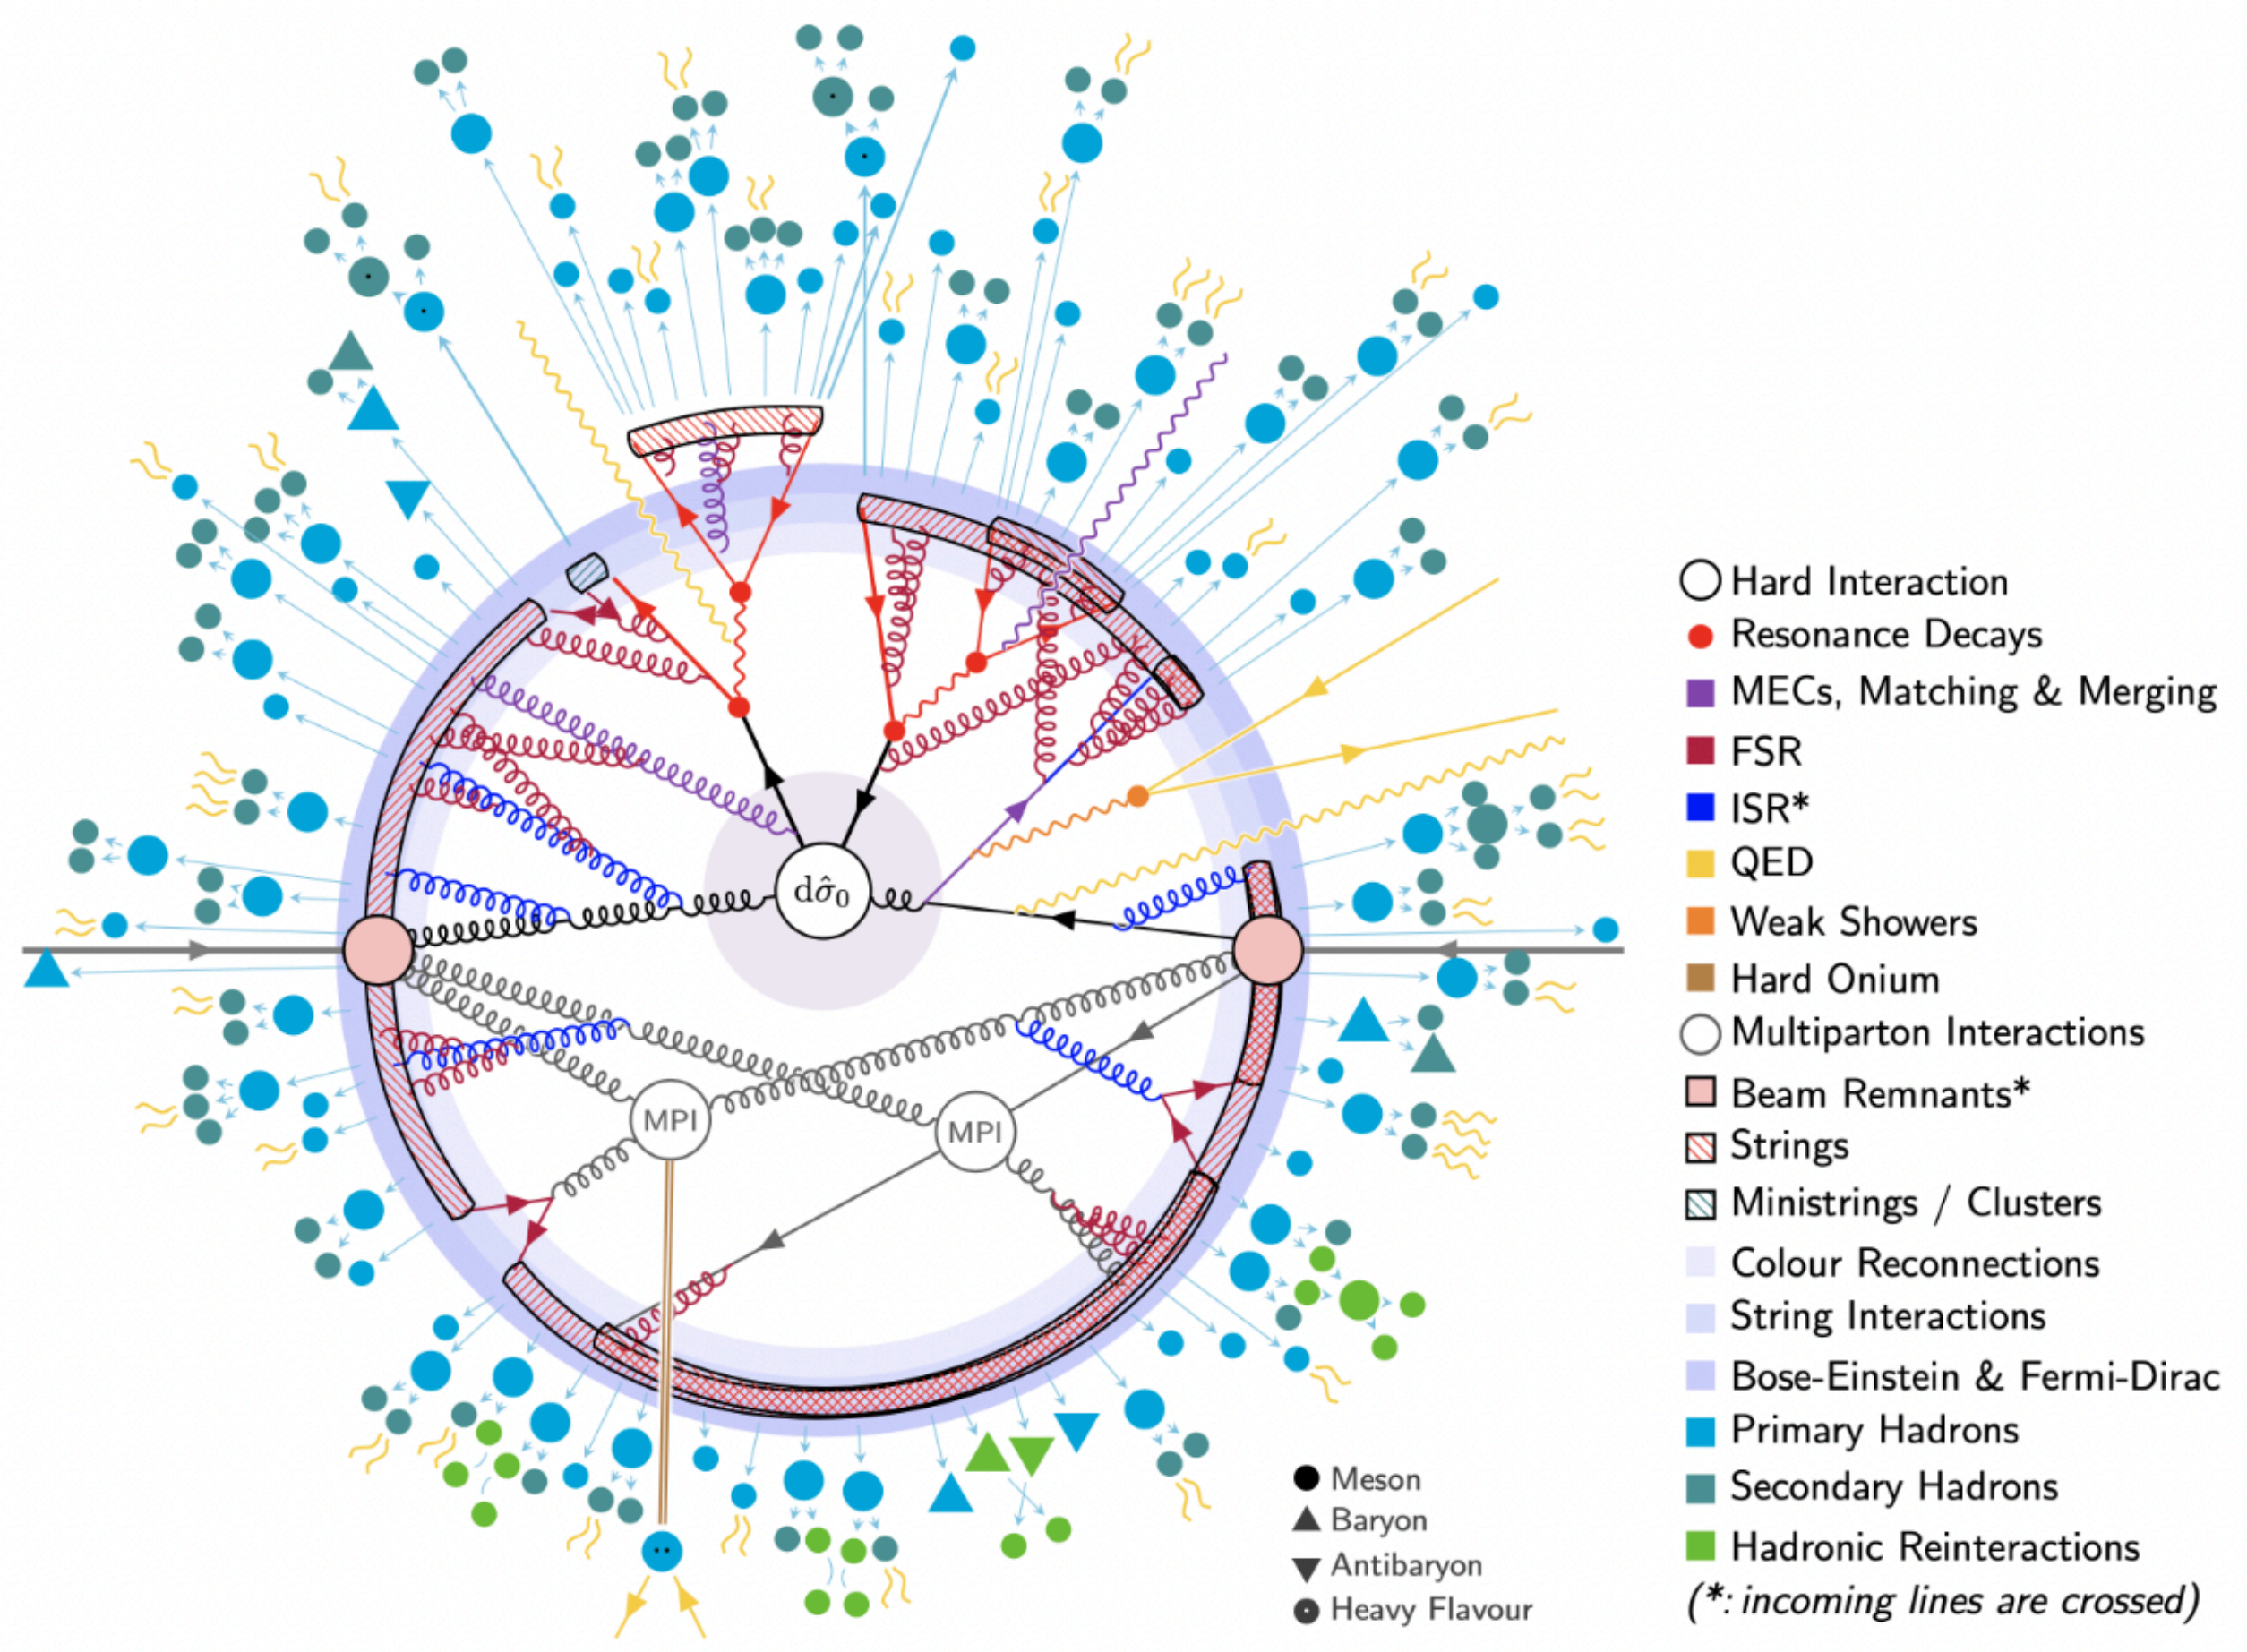 dσ̂₀
MPI
MPI
Meson
Baryon
Antibaryon
Heavy Flavour
Hard Interaction
Resonance Decays
MECs, Matching & Merging
FSR
ISR*
QED
Weak Showers
Hard Onium
Multiparton Interactions
Beam Remnants*
Strings
Ministrings / Clusters
Colour Reconnections
String Interactions
Bose-Einstein & Fermi-Dirac
Primary Hadrons
Secondary Hadrons
Hadronic Reinteractions
(*: incoming lines are crossed)